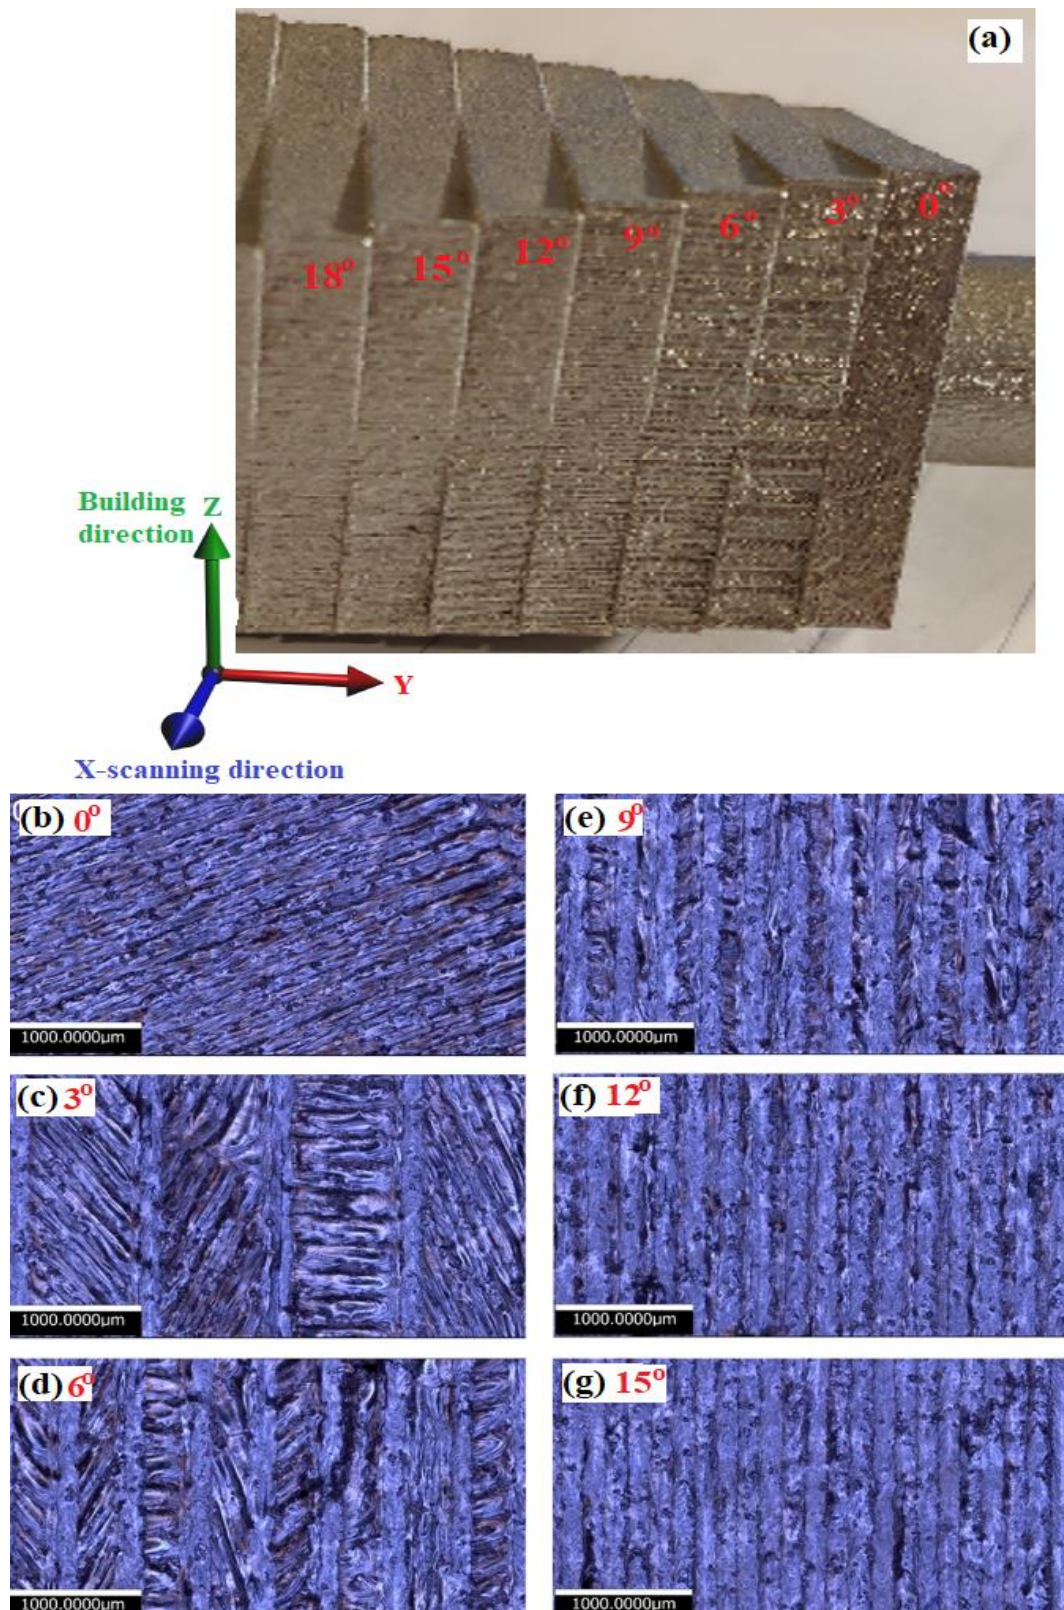 (a)
18° 15° 12° 9° 6° 3° 0°
Building Z
direction
Y
X-scanning direction
(b) 0°
1000.0000µm
(e) 9°
1000.0000µm
(c) 3°
1000.0000µm
(f) 12°
1000.0000µm
(d) 6°
1000.0000µm
(g) 15°
1000.0000µm